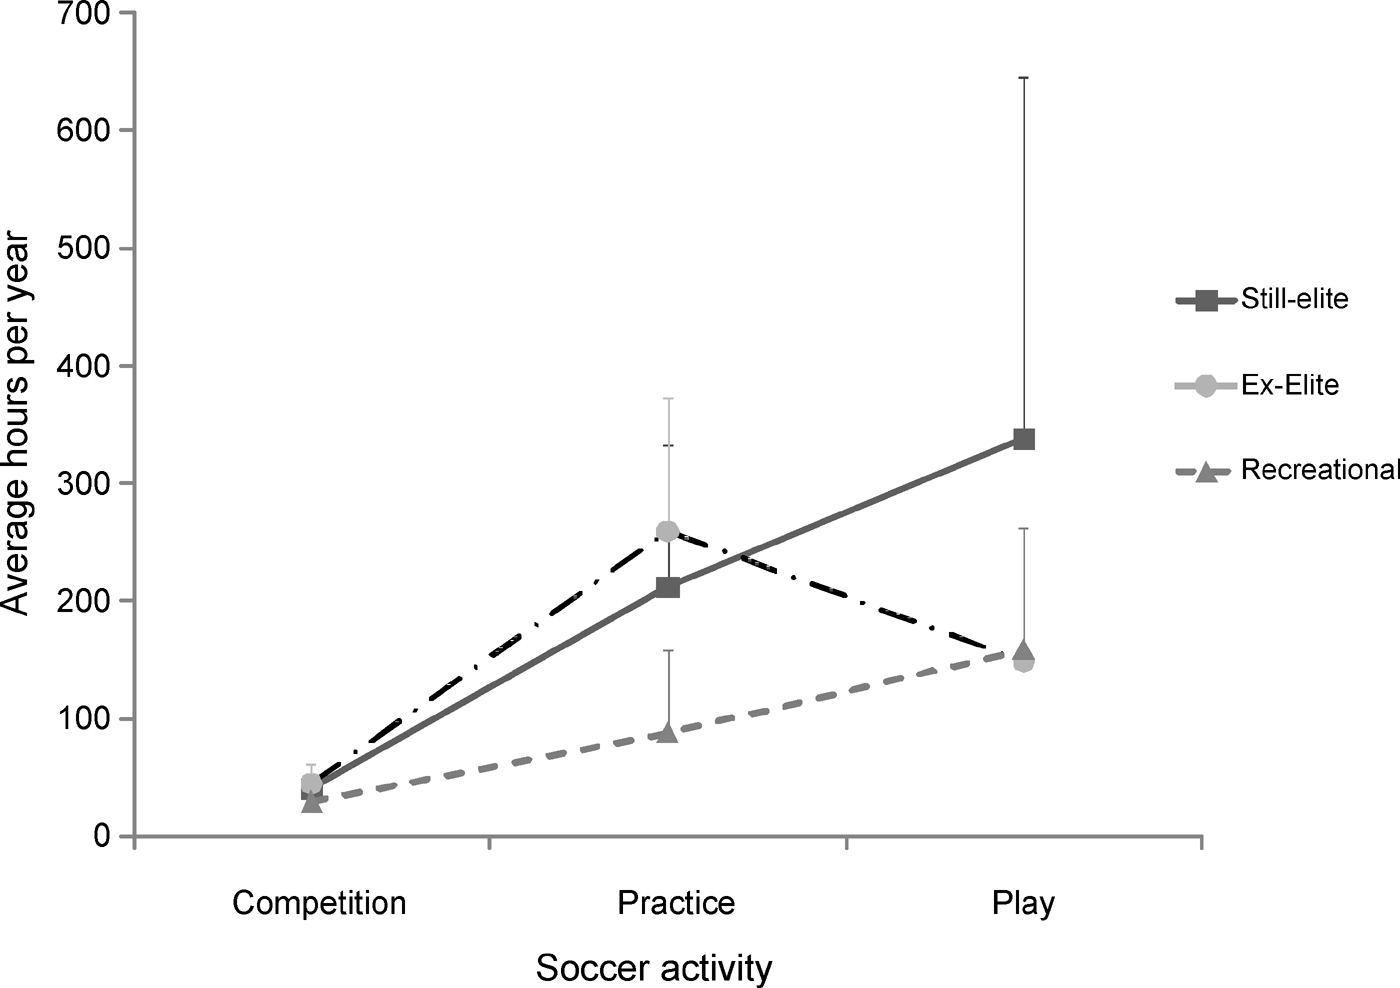 700
600
500
400
300
200
100
0
Average hours per year
Competition
Practice
Play
Soccer activity
Still-elite
Ex-Elite
Recreational